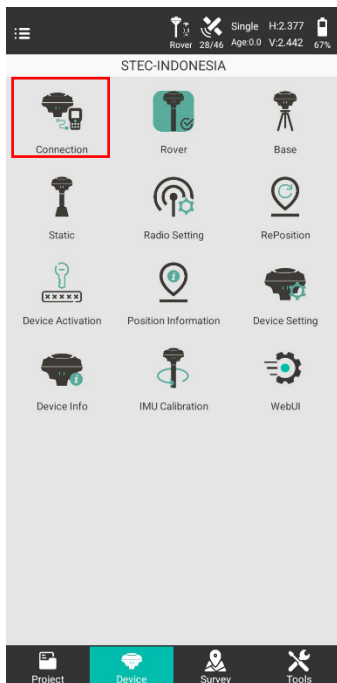 Single H:2.377
Rover 28/46 Age:0.0 V:2.442 67%
STEC-INDONESIA
Connection Rover Base
Static Radio Setting RePosition
Device Activation Position Information Device Setting
Device Info IMU Calibration WebUI
Project Device Survey Tools